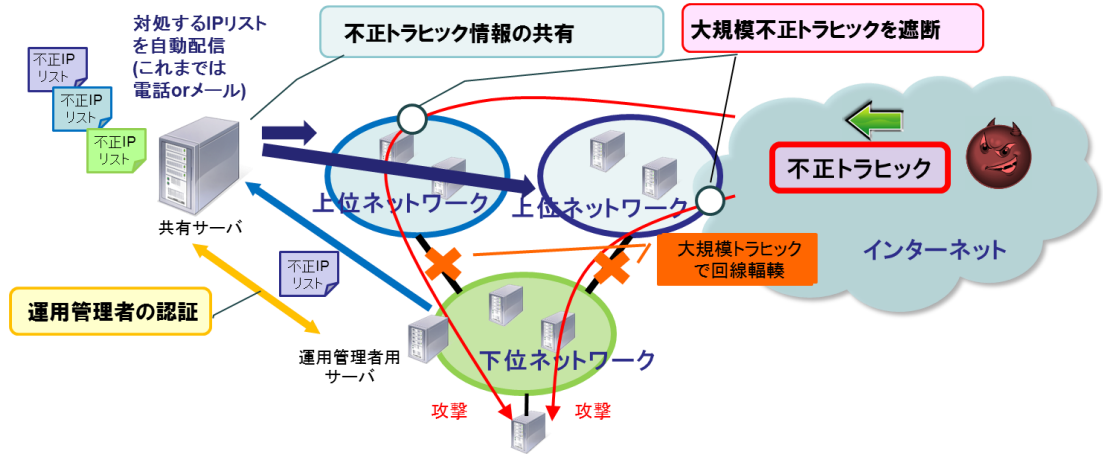 対処するIPリスト
を自動配信
(これまでは
電話orメール)
不正トラヒック情報の共有
大規模不正トラヒックを遮断
不正IP
リスト
不正IP
リスト
不正IP
リスト
不正トラヒック
上位ネットワーク
上位ネットワーク
共有サーバ
インターネット
大規模トラヒック
で回線輻輳
不正IP
リスト
運用管理者の認証
運用管理者用
サーバ
下位ネットワーク
攻撃
攻撃